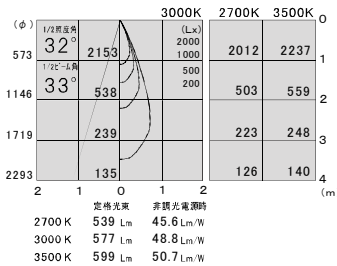 (φ) 3000K 2700K 3500K 0
1/2照度角 32° (Lx)
2000
573 2153 1000 2012 2237 1
1/2ビーム角 33° 500
200
1146 538 503 559 2
1719 239 223 248 3
2293 135 126 140 4
2 1 0 1 2 (m
定格光束 非調光電源時
2700K 539 Lm 45.6 Lm/W
3000K 577 Lm 48.8 Lm/W
3500K 599 Lm 50.7 Lm/W